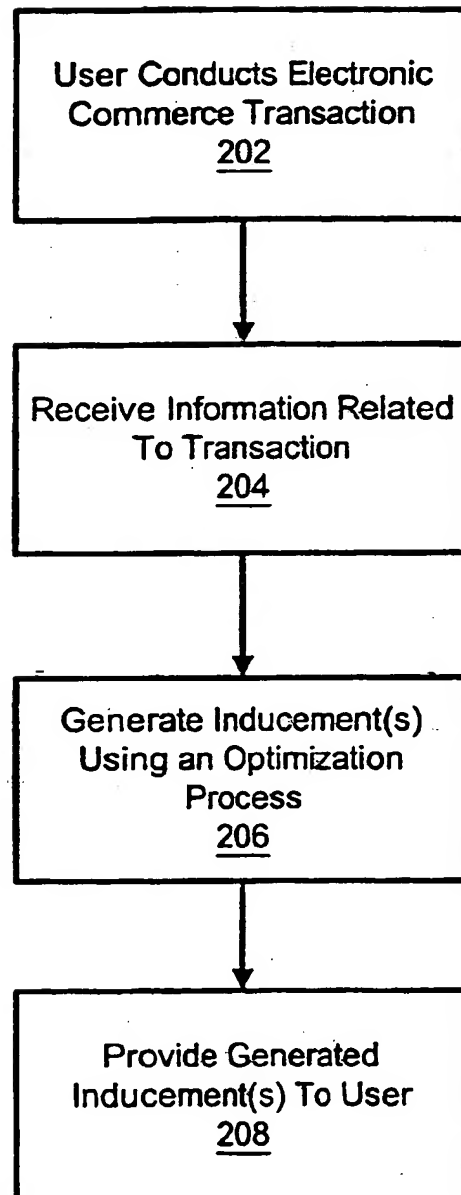 User Conducts Electronic
Commerce Transaction
202
Receive Information Related
To Transaction
204
Generate Inducement(s)
Using an Optimization
Process
206
Provide Generated
Inducement(s) To User
208